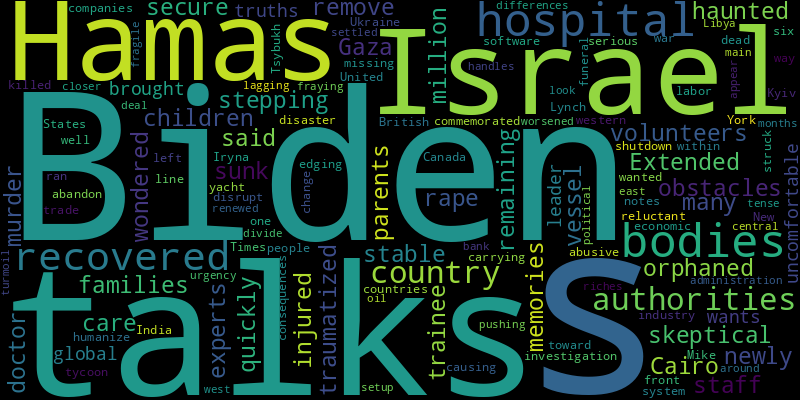 companies
secure
truths
remove
Ukraine
settled
differences
haunted
Hamas
fragile
Tsybukh
Gaza
million
Israel
hospital
software
serious
Libya
war
dead
six
main
missing
United
handles
appear
way
killed
closer
brought
lagging
fraying
stepping
look
funeral
labor
Kyiv
deal
States
children
disaster
British
commemorated
worsened
western
Lynch
York
months
well
said
Biden
volunteers
shutdown
within
struck
murder
ran
left
Iryna
sunk
wondered
line
yacht
edging
change
parents
Canada
rape
remaining
leader
vessel
political
Extended
wanted
obstacles
east
notes
many
tense
abandon
trade
disrupt
renewed
one
divide
reluctant
New
economic
central
uncomfortable
recovered
Times
people
stable
bank
carrying
bodies
turmoil
families
urgency
consequences
traumatized
countries
oil
country
abusive
orphaned
administration
talks
S
riches
authorities
experts
quickly
injured
trainee
memories
industry
wants
care
India
humanize
pushing
toward
skeptical
doctor
global
investigation
Mike
around
newly
tycoon
causing
Cairo
west
setup
front
system
staff